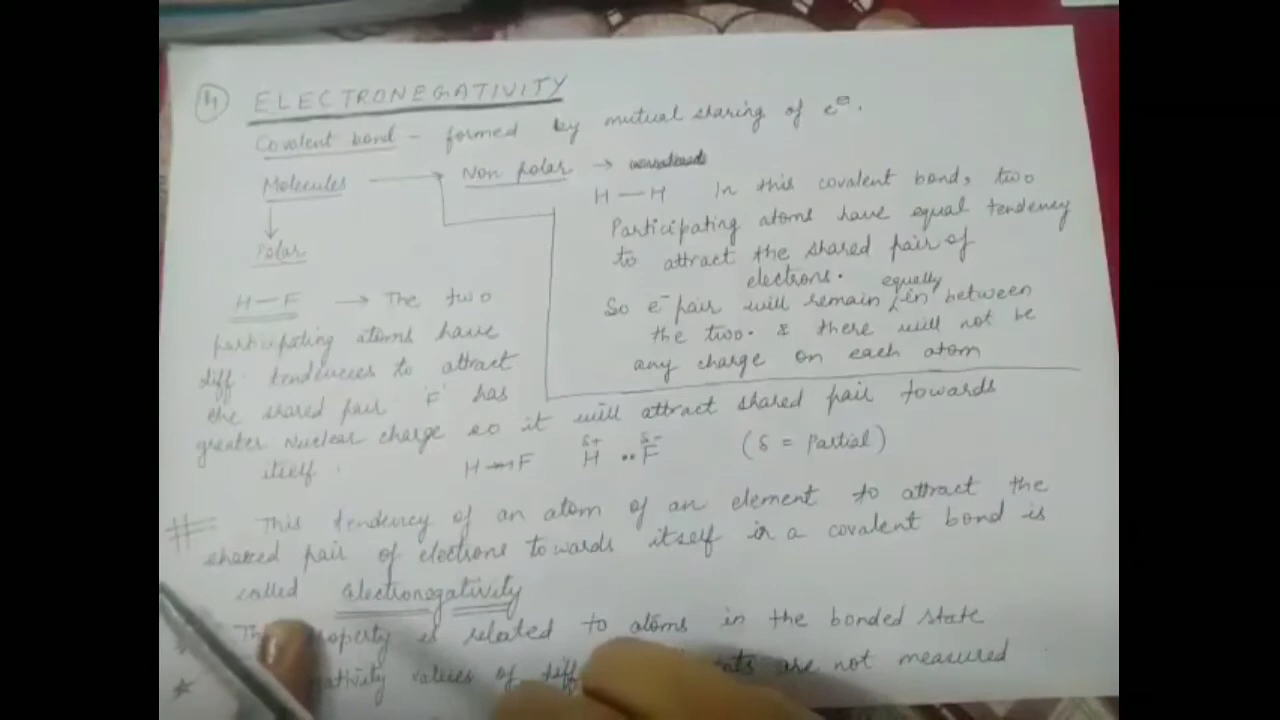 4 ELECTRONEGATIVITY
Covalent bond - formed by mutual sharing of e⊖.
Molecules → Non polar →
H — H In this covalent bond, two
Participating atoms have equal tendency
to attract the shared pair of
electrons. equally
So e⁻ pair will remain in between
the two. & there will not be
any charge on each atom
↓
Polar
H — F → The two
participating atoms have
diff. tendencies to attract
the shared pair 'F' has
greater Nuclear charge so it will attract shared pair towards
itself. H → F δ+ H •• δ- F (δ = Partial)
# This tendency of an atom of an element to attract the
shared pair of electrons towards itself in a covalent bond is
called Electronegativity
property is related to atoms in the bonded state
values of are not measured